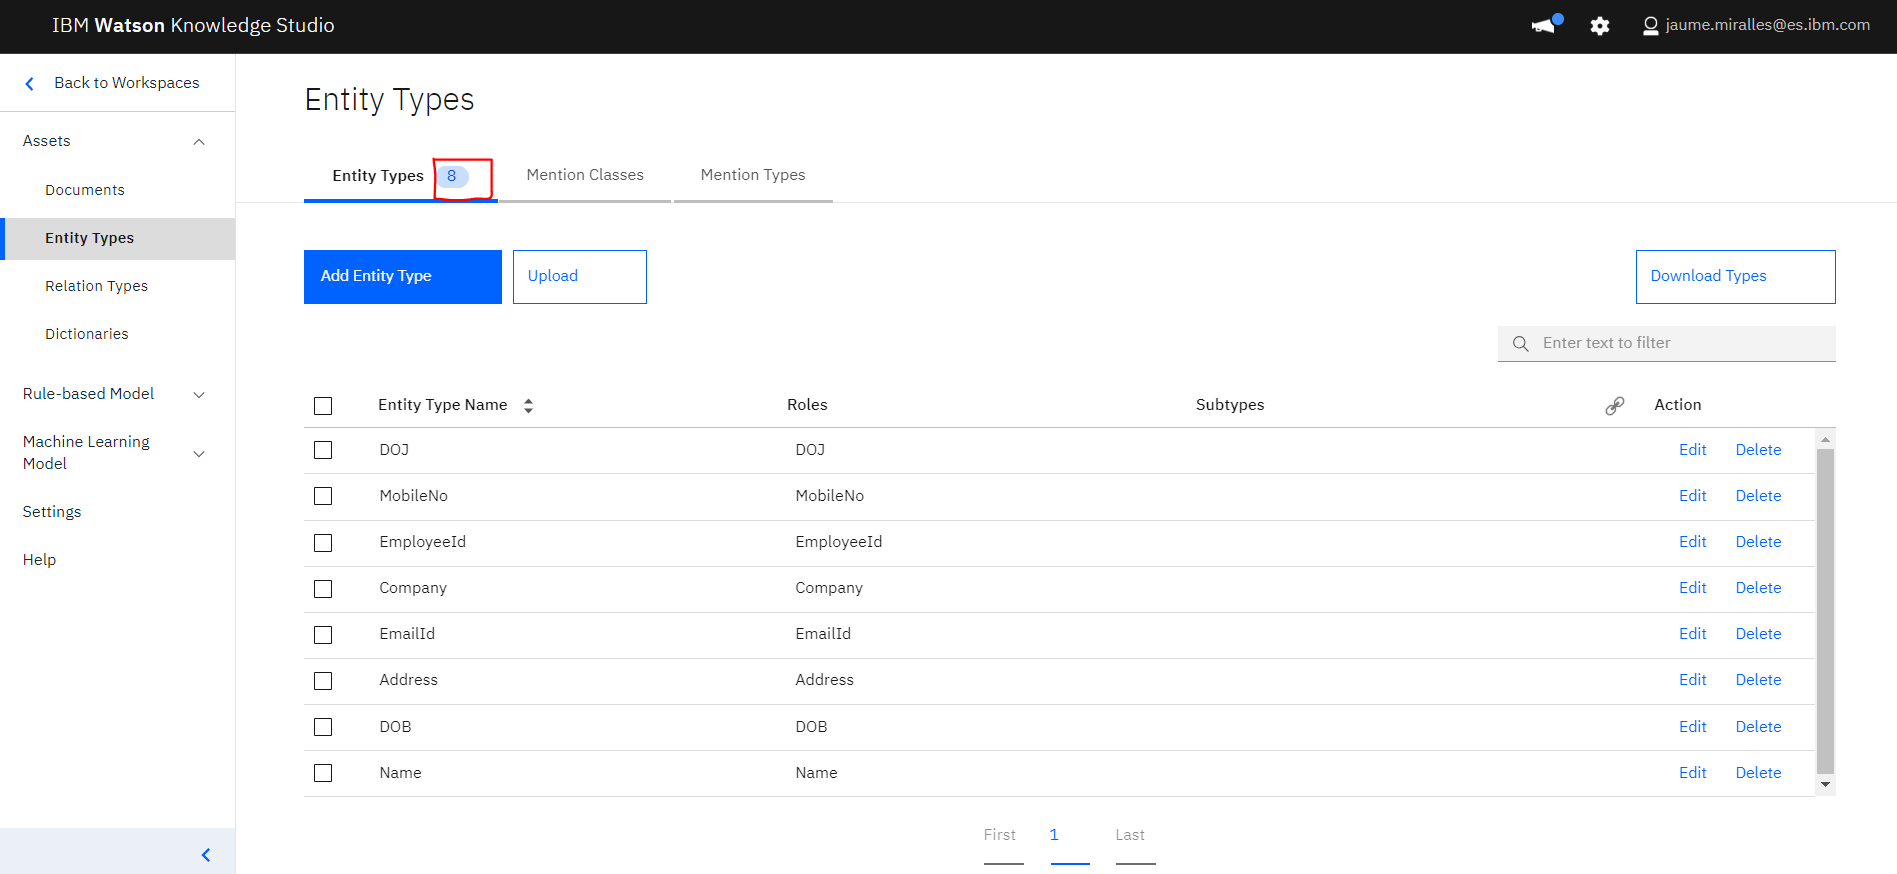 IBM Watson Knowledge Studio
jaume.miralles@es.ibm.com
Back to Workspaces
Assets
Documents
Entity Types
Relation Types
Dictionaries
Rule-based Model
Machine Learning
Model
Settings
Help
Entity Types
Entity Types 8 Mention Classes Mention Types
Add Entity Type Upload Download Types
Enter text to filter
Entity Type Name Roles Subtypes Action
DOJ DOJ Edit Delete
MobileNo MobileNo Edit Delete
EmployeeId EmployeeId Edit Delete
Company Company Edit Delete
EmailId EmailId Edit Delete
Address Address Edit Delete
DOB DOB Edit Delete
Name Name Edit Delete
First 1 Last